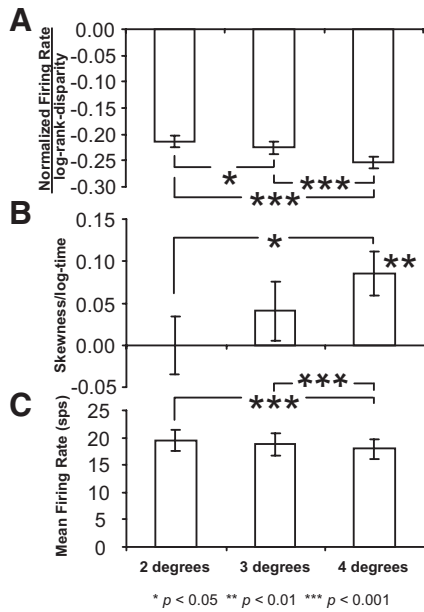 A
Normalized Firing Rate
log-rank-disparity
0.00
-0.05
-0.10
-0.15
-0.20
-0.25
-0.30
*
***
***
B
Skewness/log-time
0.15
0.10
0.05
0.00
-0.05
*
**
C
Mean Firing Rate (sps)
25
20
15
10
5
0
***
***
2 degrees 3 degrees 4 degrees
* p < 0.05 ** p < 0.01 *** p < 0.001